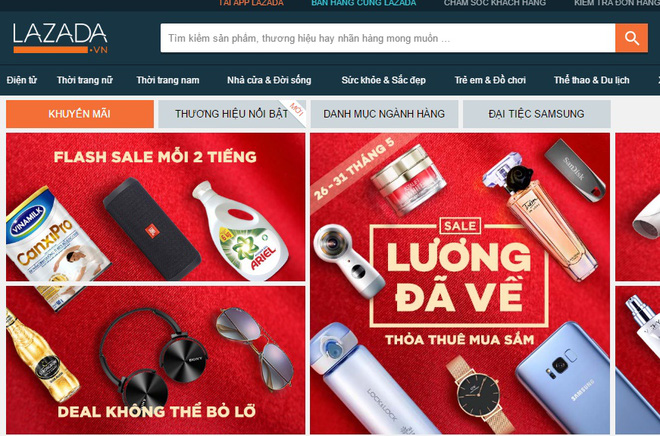 TẢI APP LAZADA
BÁN HÀNG CÙNG LAZADA
CHĂM SÓC KHÁCH HÀNG
KIỂM TRA ĐƠN HÀNG
LAZADA
.VN
Tìm kiếm sản phẩm, thương hiệu hay nhãn hàng mong muốn ...
Điện tử
Thời trang nữ
Thời trang nam
Nhà cửa & Đời sống
Sức khỏe & Sắc đẹp
Trẻ em & Đồ chơi
Thể thao & Du lịch
KHUYẾN MÃI
THƯƠNG HIỆU NỔI BẬT
MỚI
DANH MỤC NGÀNH HÀNG
ĐẠI TIỆC SAMSUNG
FLASH SALE MỖI 2 TIẾNG
VINAMILK
CanxiPro
JBL
ARIEL
SONY
DEAL KHÔNG THỂ BỎ LỠ
26-31 THÁNG 5
SanDisk
SALE
LƯƠNG
ĐÃ VỀ
THỎA THUÊ MUA SẮM
LOCK&LOCK
SAMSUNG